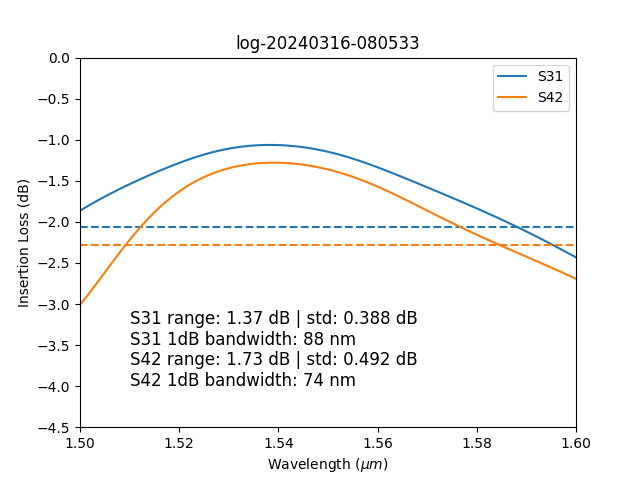 log-20240316-080533
0.0
−0.5
−1.0
−1.5
−2.0
−2.5
−3.0
−3.5
−4.0
−4.5
Insertion Loss (dB)
S31
S42
S31 range: 1.37 dB | std: 0.388 dB
S31 1dB bandwidth: 88 nm
S42 range: 1.73 dB | std: 0.492 dB
S42 1dB bandwidth: 74 nm
1.50 1.52 1.54 1.56 1.58 1.60
Wavelength (μm)